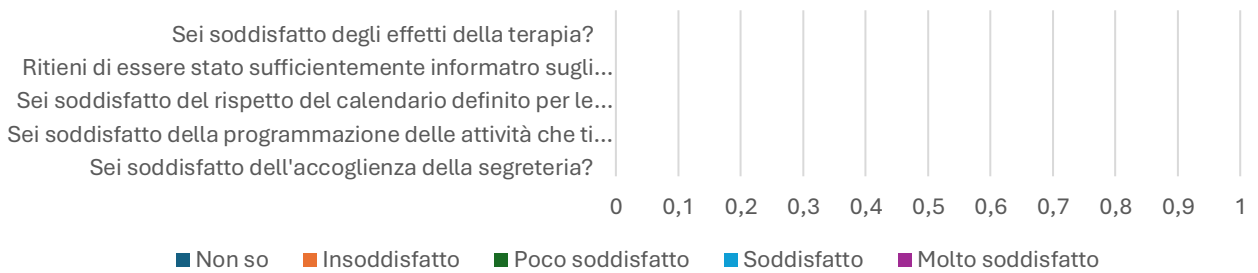 Sei soddisfatto degli effetti della terapia?
Ritieni di essere stato sufficientemente informatro sugli...
Sei soddisfatto del rispetto del calendario definito per le...
Sei soddisfatto della programmazione delle attività che ti...
Sei soddisfatto dell'accoglienza della segreteria?
0 0,1 0,2 0,3 0,4 0,5 0,6 0,7 0,8 0,9 1
Non so Insoddisfatto Poco soddisfatto Soddisfatto Molto soddisfatto